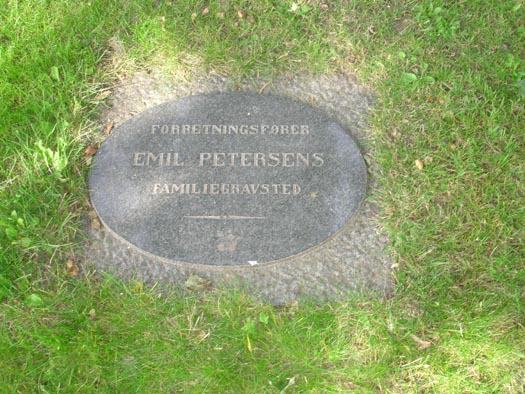 FORRETNINGSFØRER
EMIL PETERSENS
FAMILIEGRAVSTED